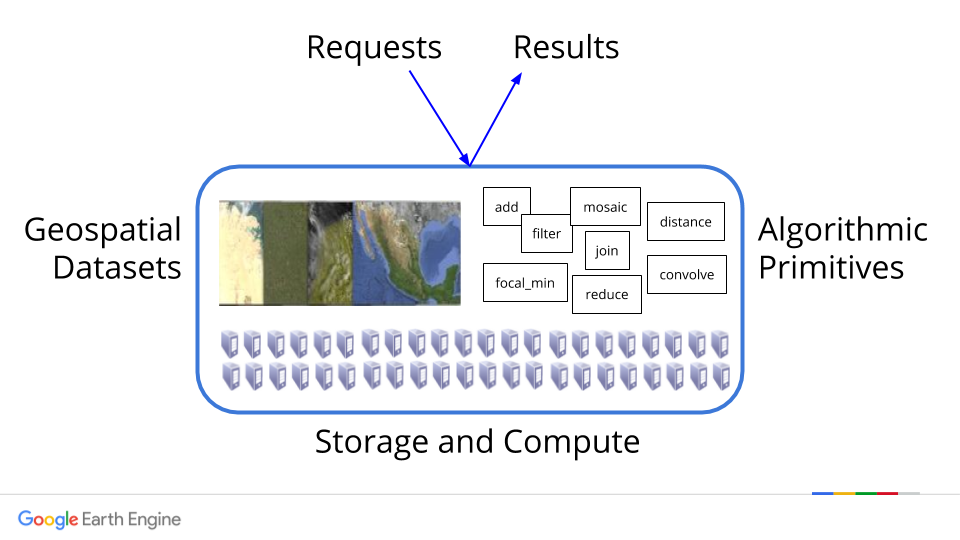 Requests
Results
Geospatial
Datasets
add
mosaic
filter
distance
join
focal_min
reduce
convolve
Algorithmic
Primitives
Storage and Compute
Google Earth Engine